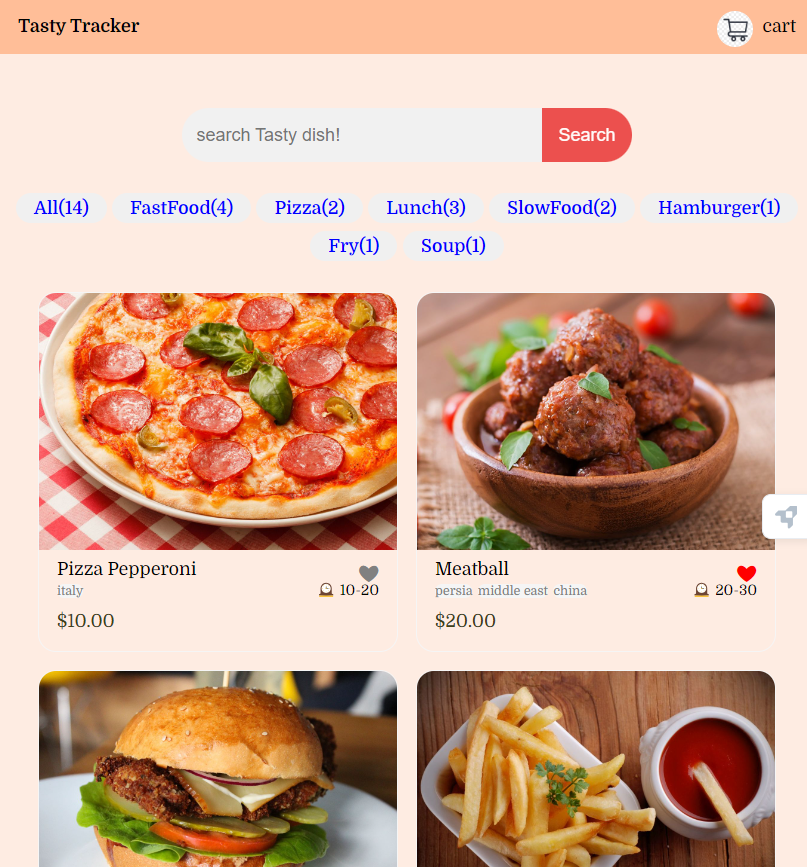 Tasty Tracker cart
search Tasty dish! Search
All(14) FastFood(4) Pizza(2) Lunch(3) SlowFood(2) Hamburger(1)
Fry(1) Soup(1)
Pizza Pepperoni
italy 10-20
$10.00
Meatball
persia middle east china 20-30
$20.00